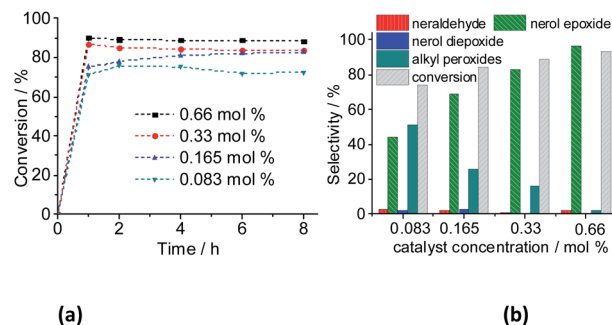 (a)
100
80
60
40
20
0
Conversion / %
0.66 mol %
0.33 mol %
0.165 mol %
0.083 mol %
0 2 4 6 8
Time / h
(b)
neraldehyde nerol epoxide
nerol diepoxide
alkyl peroxides
conversion
100
80
60
40
20
0
Selectivity / %
0.083 0.165 0.33 0.66
catalyst concentration / mol %
(a) (b)